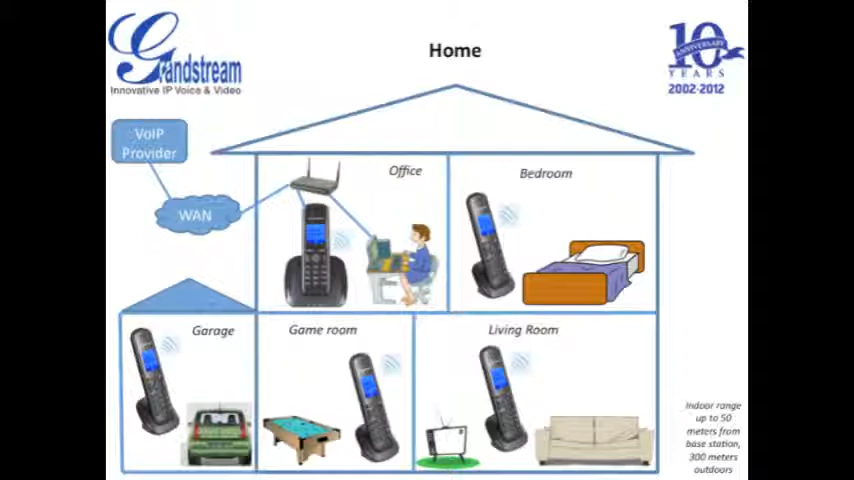 Grandstream
Innovative IP Voice & Video
Home
10
ANNIVERSARY
YEARS
2002-2012
VoIP
Provider
WAN
Office
Bedroom
Garage
Game room
Living Room
Indoor range
up to 50
meters from
base station,
300 meters
outdoors